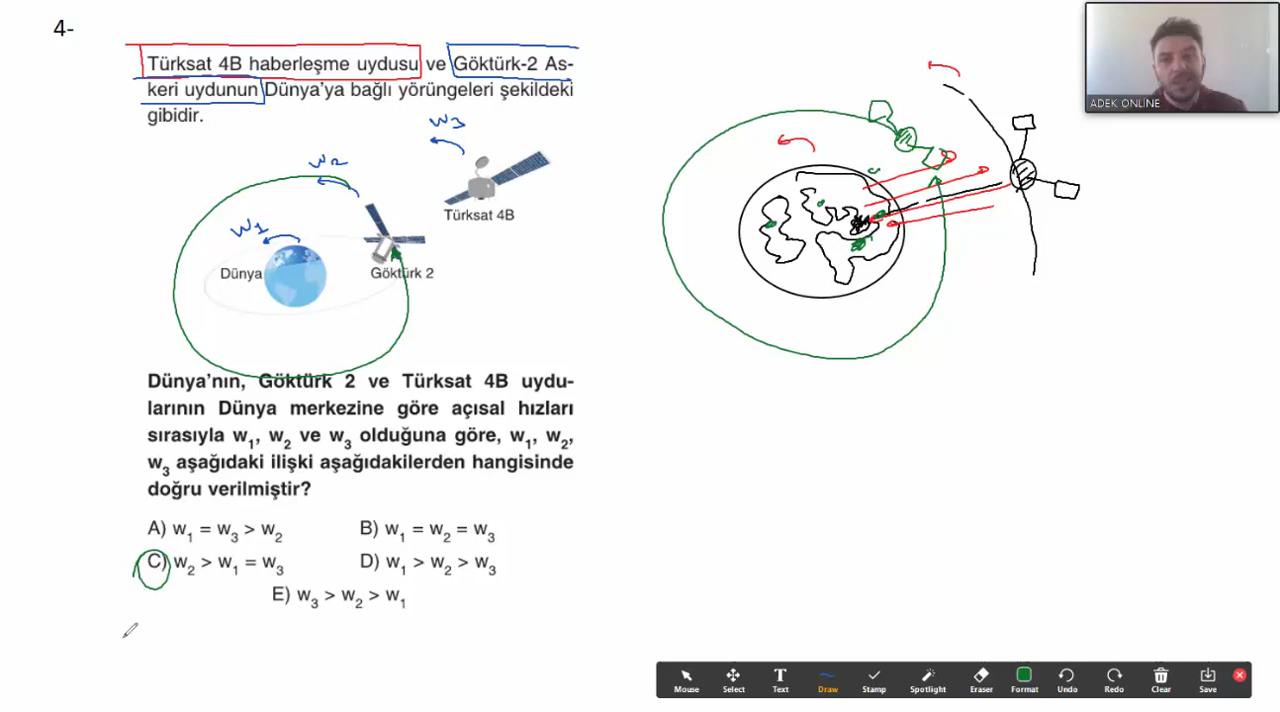 4-
Türksat 4B haberleşme uydusu ve Göktürk-2 As-
keri uydunun Dünya'ya bağlı yörüngeleri şekildeki
gibidir.
w3
w2
w1
Türksat 4B
Dünya
Göktürk 2
Dünya'nın, Göktürk 2 ve Türksat 4B uydu-
larının Dünya merkezine göre açısal hızları
sırasıyla w1, w2 ve w3 olduğuna göre, w1, w2,
w3 aşağıdaki ilişki aşağıdakilerden hangisinde
doğru verilmiştir?
A) w1 = w3 > w2
B) w1 = w2 = w3
C) w2 > w1 = w3
D) w1 > w2 > w3
E) w3 > w2 > w1
ADEK ONLİNE
Mouse Select Text Draw Stamp Spotlight Eraser Format Undo Redo Clear Save